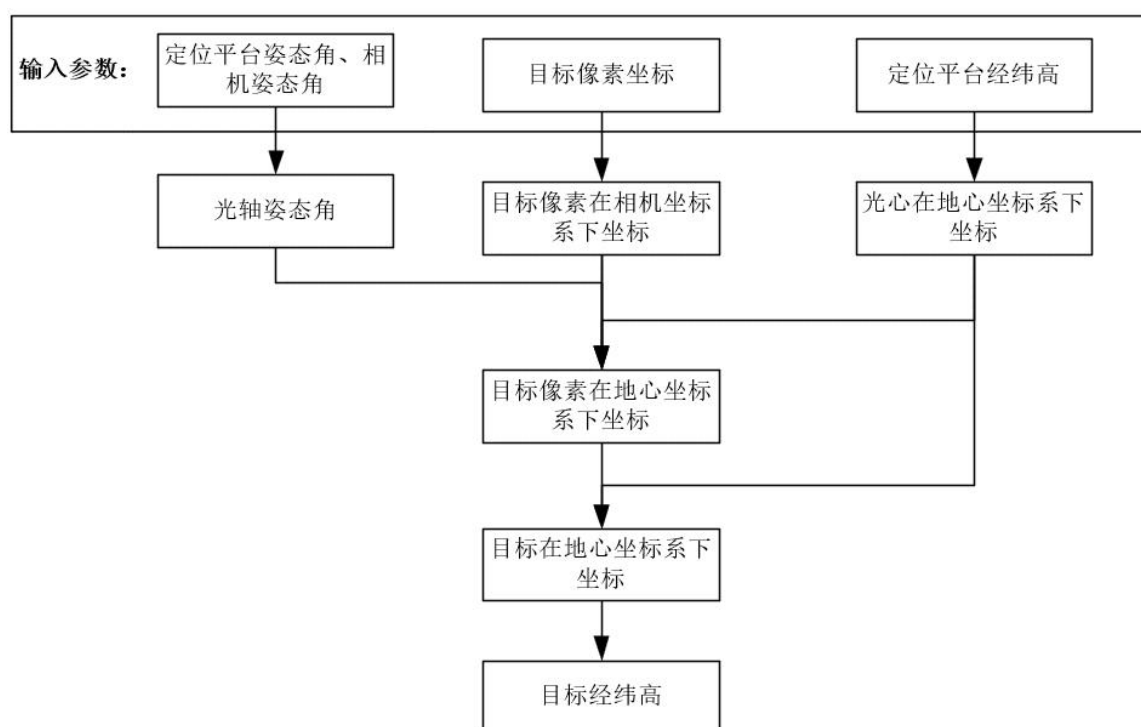 输入参数：
定位平台姿态角、相
机姿态角
目标像素坐标
定位平台经纬高
光轴姿态角
目标像素在相机坐标
系下坐标
光心在地心坐标系下
坐标
目标像素在地心坐标
系下坐标
目标在地心坐标系下
坐标
目标经纬高